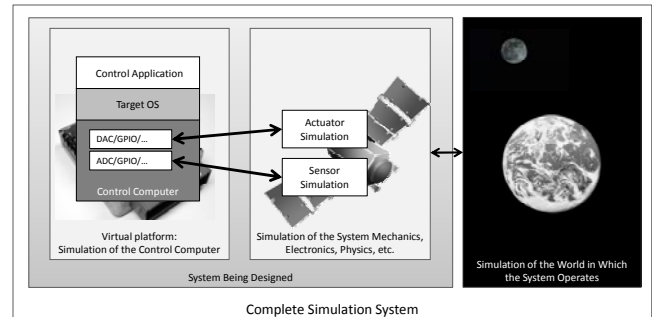 Control Application
Target OS
DAC/GPIO/...
ADC/GPIO/...
Control Computer
Virtual platform:
Simulation of the Control Computer
Actuator
Simulation
Sensor
Simulation
Simulation of the System Mechanics,
Electronics, Physics, etc.
System Being Designed
Simulation of the World in Which
the System Operates
Complete Simulation System